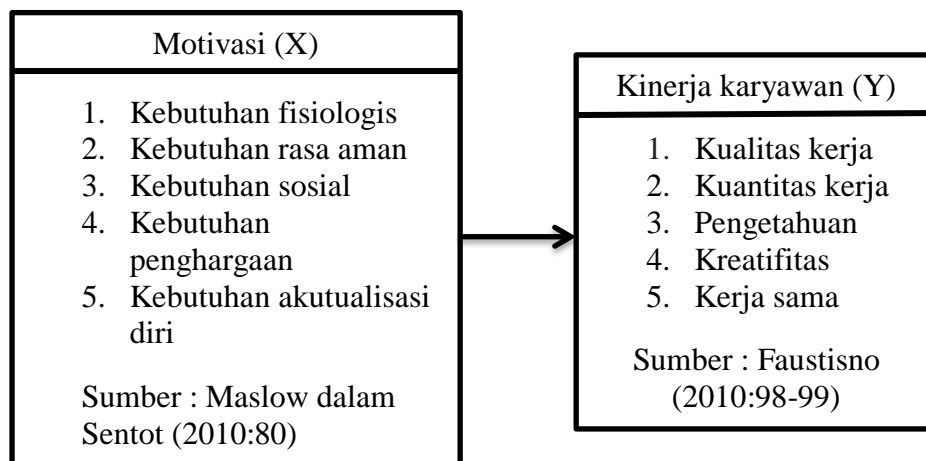 Motivasi (X)
1. Kebutuhan fisiologis
2. Kebutuhan rasa aman
3. Kebutuhan sosial
4. Kebutuhan
penghargaan
5. Kebutuhan akutualisasi
diri
Sumber : Maslow dalam
Sentot (2010:80)
Kinerja karyawan (Y)
1. Kualitas kerja
2. Kuantitas kerja
3. Pengetahuan
4. Kreatifitas
5. Kerja sama
Sumber : Faustisno
(2010:98-99)